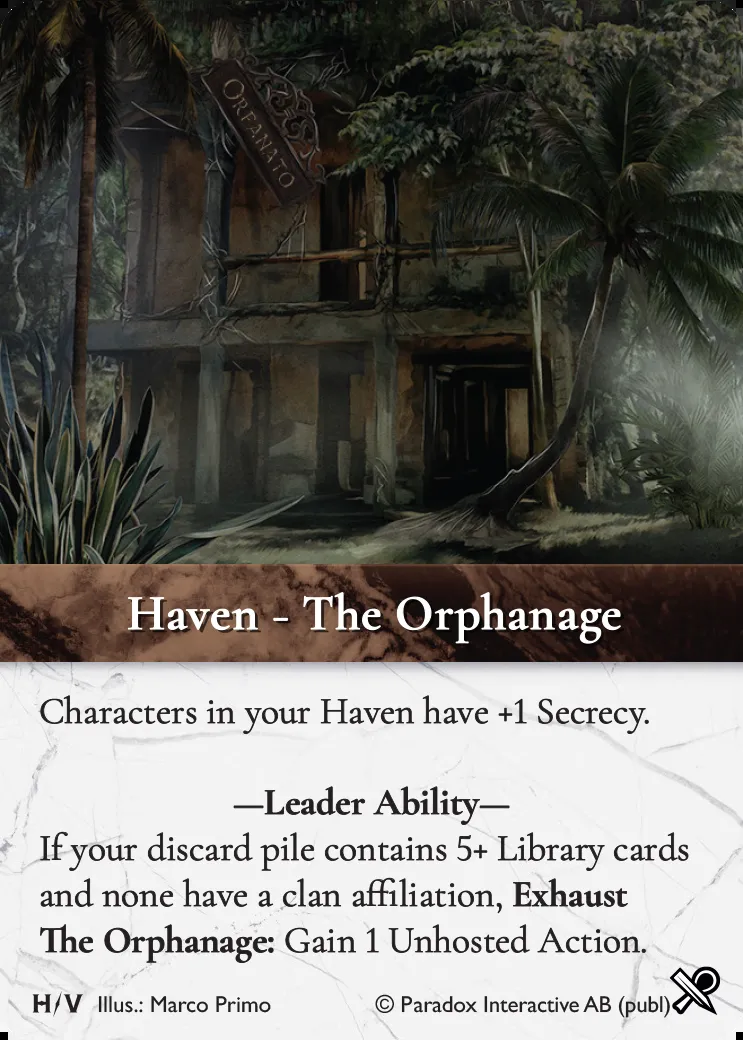 ORFANATO
Haven - The Orphanage
Characters in your Haven have +1 Secrecy.
—Leader Ability—
If your discard pile contains 5+ Library cards
and none have a clan affiliation, Exhaust
The Orphanage: Gain 1 Unhosted Action.
H/V Illus.: Marco Primo © Paradox Interactive AB (publ)